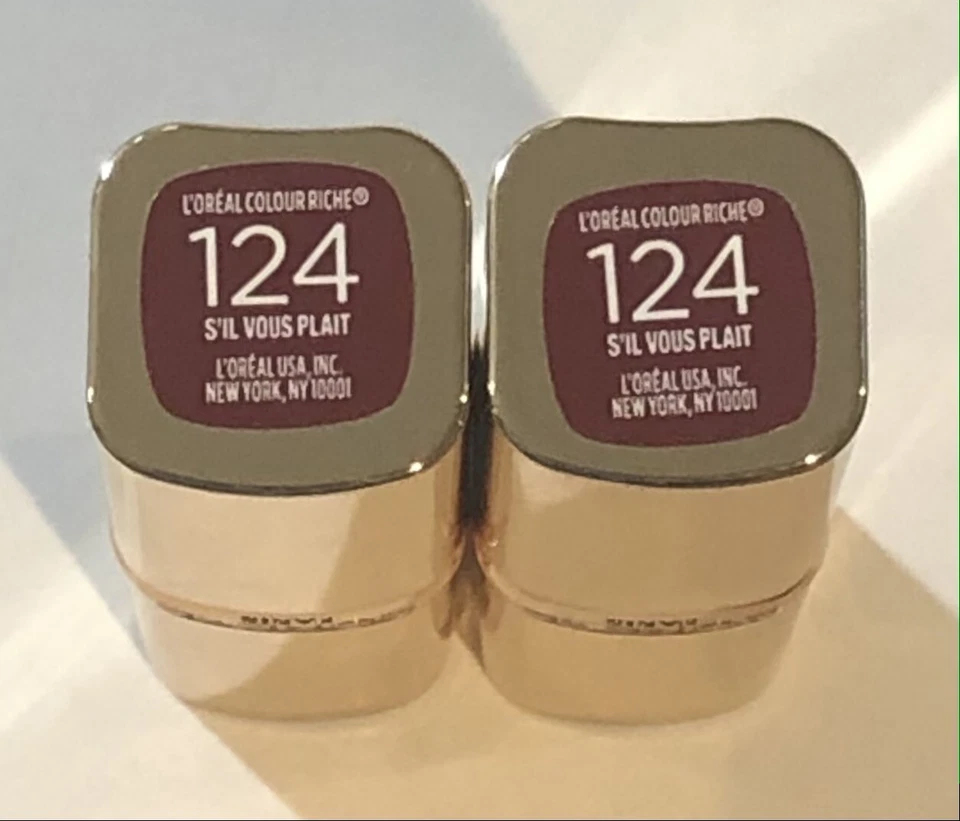 L'ORÉAL COLOUR RICHE®
124
S'IL VOUS PLAIT
L'ORÉAL USA, INC.
NEW YORK, NY 10001
L'ORÉAL COLOUR RICHE®
124
S'IL VOUS PLAIT
L'ORÉAL USA, INC.
NEW YORK, NY 10001